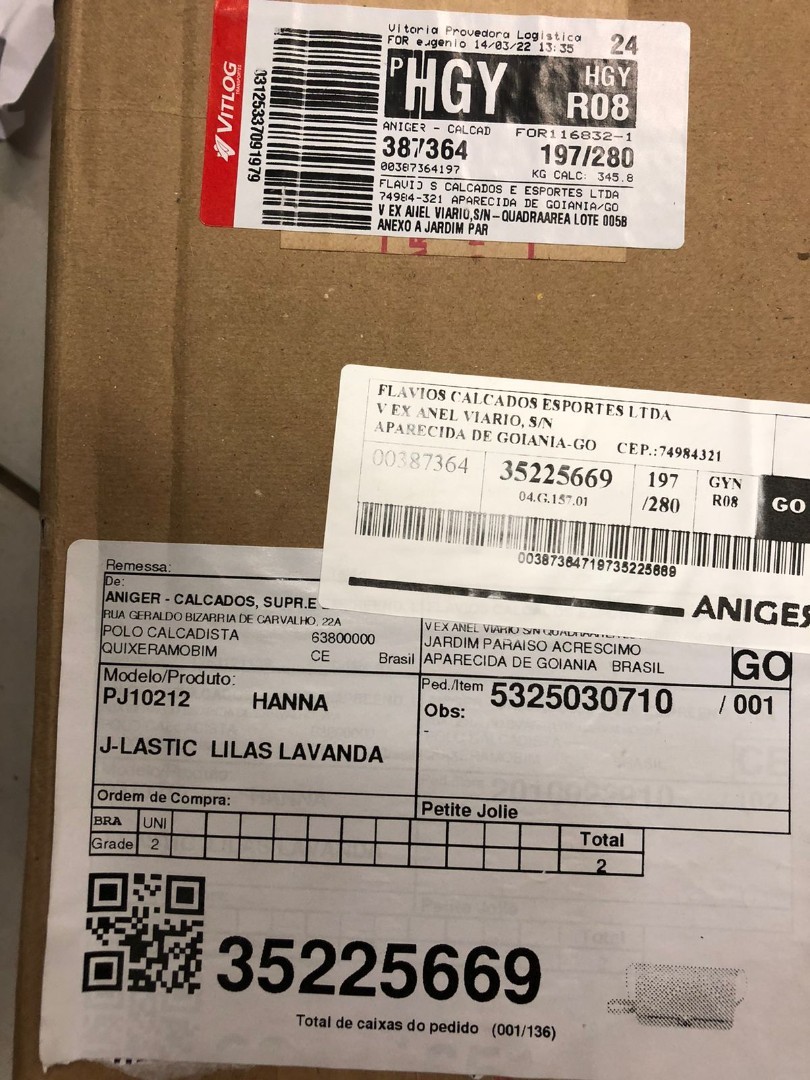 VITLOG
TRANSPORTES
03125337091979
Vitoria Provedora Logistica
FOR eugenio 14/03/22 13:35
24
P HGY
HGY
R08
ANIGER - CALCAD
FOR116832-1
387364
197/280
00387364197
KG CALC: 345.8
FLAVIO S CALCADOS E ESPORTES LTDA
74984-321 APARECIDA DE GOIANIA/GO
V EX ANEL VIARIO,S/N-QUADRAAREA LOTE 005B
ANEXO A JARDIM PAR
FLAVIOS CALCADOS ESPORTES LTDA
V EX ANEL VIARIO, S/N
APARECIDA DE GOIANIA-GO CEP.:74984321
00387364
35225669
04.G.157.01
197
/280
GYN
R08
GO
00387364719735225669
ANIGER
Remessa:
De:
ANIGER - CALCADOS, SUPR.E
RUA GERALDO BIZARRIA DE CARVALHO, 22A
POLO CALCADISTA 63800000
QUIXERAMOBIM CE Brasil
V EX ANEL VIARIO S/N
JARDIM PARAISO ACRESCIMO
APARECIDA DE GOIANIA BRASIL
GO
Modelo/Produto:
PJ10212 HANNA
J-LASTIC LILAS LAVANDA
Ped./Item 5325030710 / 001
Obs:
-
Ordem de Compra:
Petite Jolie
BRA UNI
Total
Grade 2
2
35225669
Total de caixas do pedido (001/136)